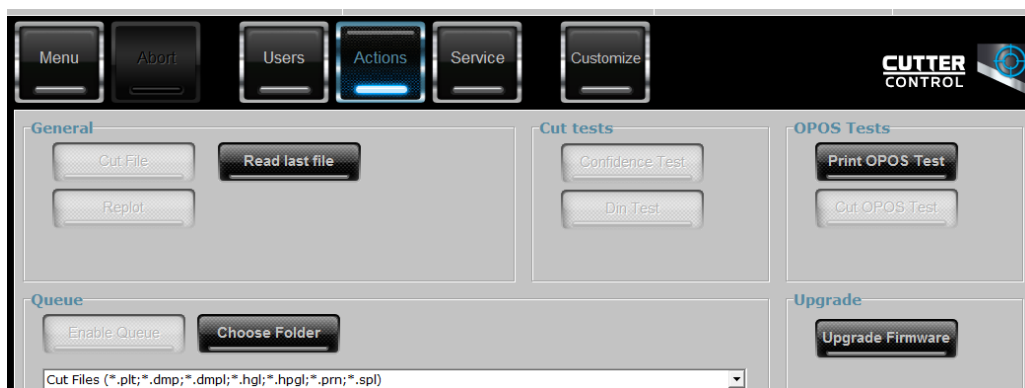 Menu
Abort
Users
Actions
Service
Customize
CUTTER
CONTROL
General
Cut File
Read last file
Replot
Cut tests
Confidence Test
Din Test
OPOS Tests
Print OPOS Test
Cut OPOS Test
Queue
Enable Queue
Choose Folder
Cut Files (*.plt;*.dmp;*.dmpl;*.hgl;*.hpgl;*.prn;*.spl)
Upgrade
Upgrade Firmware